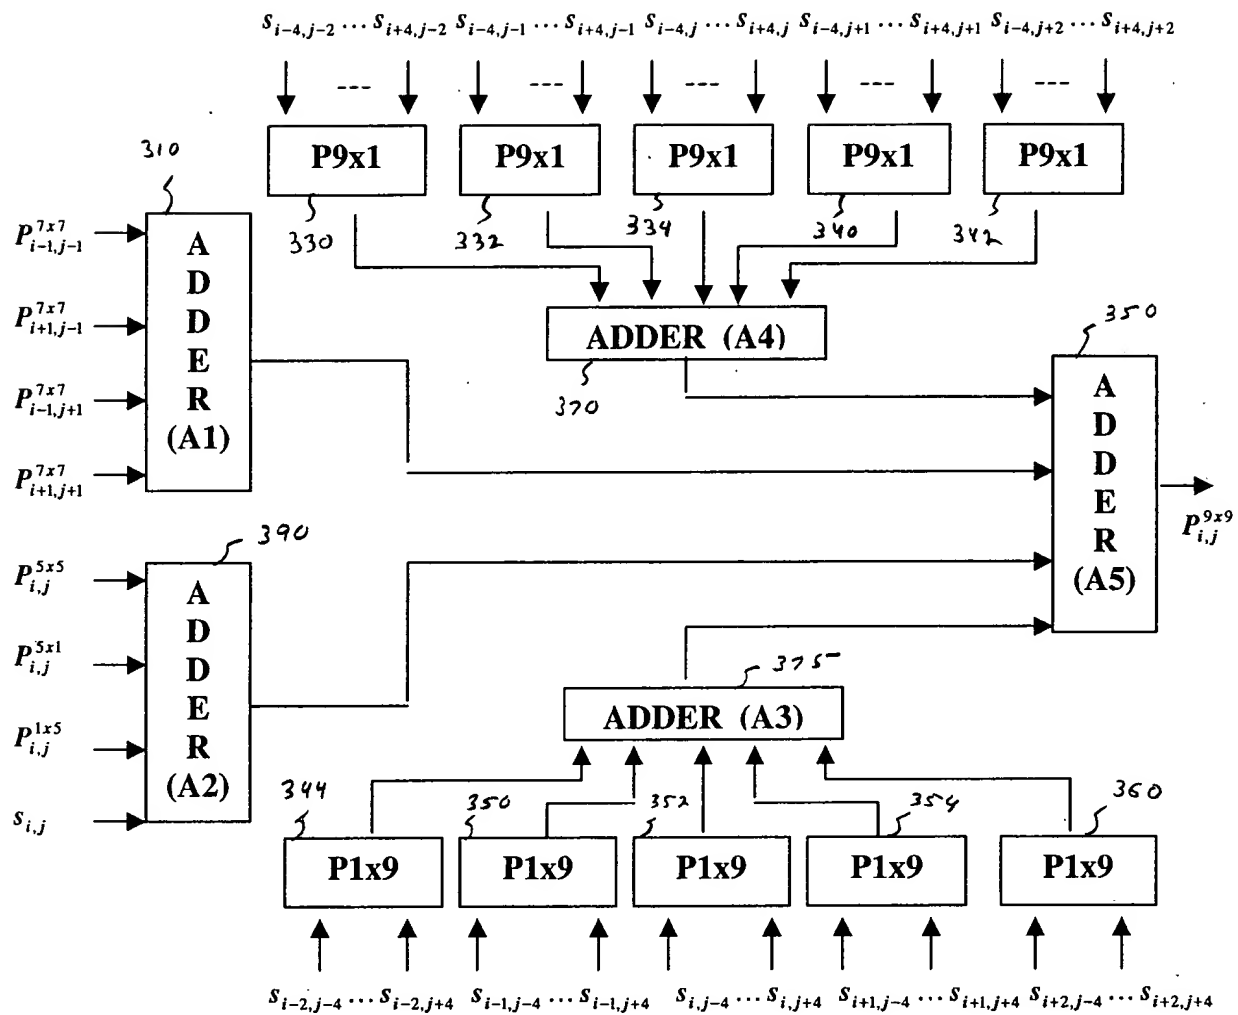 s_{i-4,j-2} ... s_{i+4,j-2} s_{i-4,j-1} ... s_{i+4,j-1} s_{i-4,j} ... s_{i+4,j} s_{i-4,j+1} ... s_{i+4,j+1} s_{i-4,j+2} ... s_{i+4,j+2}
--- --- --- --- ---
P9x1 P9x1 P9x1 P9x1 P9x1
310
330 332 334 340 342
P^{7x7}_{i-1,j-1}
P^{7x7}_{i+1,j-1}
P^{7x7}_{i-1,j+1}
P^{7x7}_{i+1,j+1}
A
D
D
E
R
(A1)
ADDER (A4)
370
350
A
D
D
E
R
(A5)
P^{9x9}_{i,j}
390
P^{5x5}_{i,j}
P^{5x1}_{i,j}
P^{1x5}_{i,j}
s_{i,j}
A
D
D
E
R
(A2)
375
ADDER (A3)
344 350 352 354 360
P1x9 P1x9 P1x9 P1x9 P1x9
s_{i-2,j-4} ... s_{i-2,j+4} s_{i-1,j-4} ... s_{i-1,j+4} s_{i,j-4} ... s_{i,j+4} s_{i+1,j-4} ... s_{i+1,j+4} s_{i+2,j-4} ... s_{i+2,j+4}